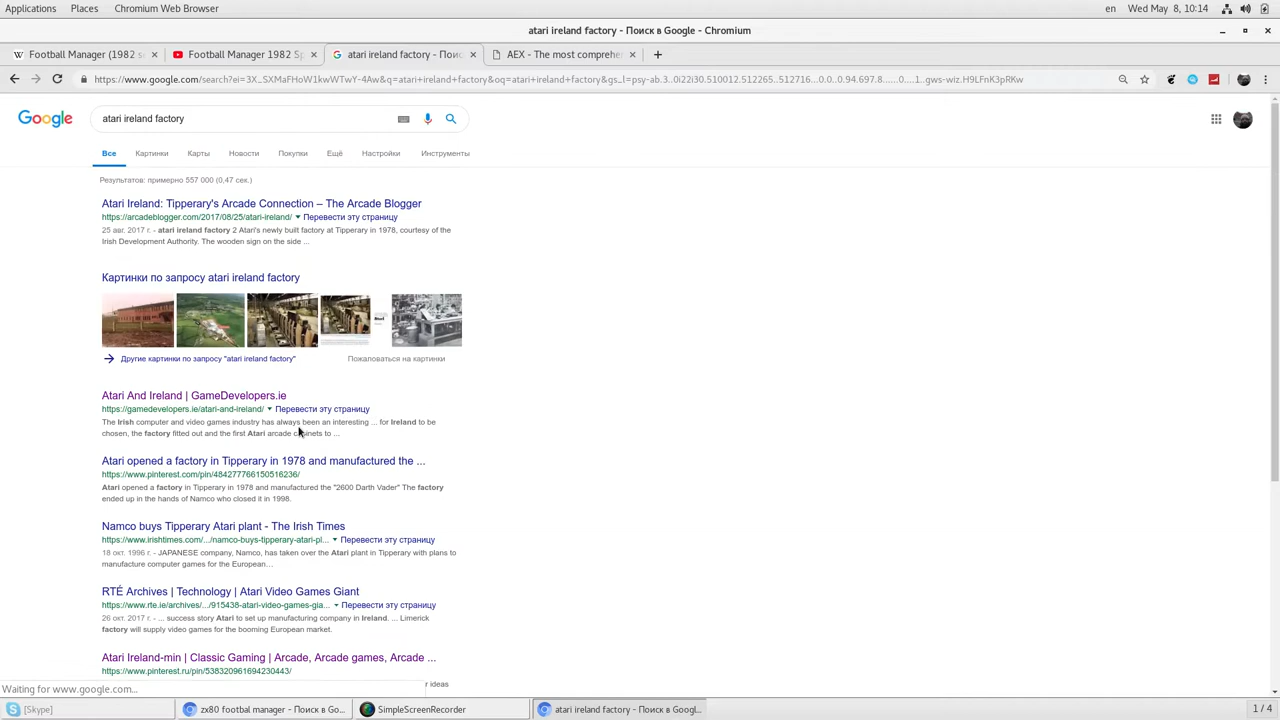 Applications Places Chromium Web Browser en Wed May 8, 10:14
atari ireland factory - Поиск в Google - Chromium
Football Manager (1982 se Football Manager 1982 Sp atari ireland factory - Поис AEX - The most comprehe
https://www.google.com/search?ei=3X_SXMaFHoW1kwWTwY-4Aw&q=atari+ireland+factory&oq=atari+ireland+factory&gs_l=psy-ab.3..0i22i30.510012.512265..512716...0.0..0.94.697.8......0....1..gws-wiz.H9LFnK3pRKw
Google atari ireland factory
Все Картинки Карты Новости Покупки Ещё Настройки Инструменты
Результатов: примерно 557 000 (0,47 сек.)
Atari Ireland: Tipperary's Arcade Connection – The Arcade Blogger
https://arcadeblogger.com/2017/08/25/atari-ireland/ Перевести эту страницу
25 авг. 2017 г. - atari ireland factory 2 Atari's newly built factory at Tipperary in 1978, courtesy of the
Irish Development Authority. The wooden sign on the side ...
Картинки по запросу atari ireland factory
Другие картинки по запросу "atari ireland factory" Пожаловаться на картинки
Atari And Ireland | GameDevelopers.ie
https://gamedevelopers.ie/atari-and-ireland/ Перевести эту страницу
The Irish computer and video games industry has always been an interesting ... for Ireland to be
chosen, the factory fitted out and the first Atari arcade cabinets to ...
Atari opened a factory in Tipperary in 1978 and manufactured the ...
https://www.pinterest.com/pin/484277766150516236/
Atari opened a factory in Tipperary in 1978 and manufactured the "2600 Darth Vader" The factory
ended up in the hands of Namco who closed it in 1998.
Namco buys Tipperary Atari plant - The Irish Times
https://www.irishtimes.com/.../namco-buys-tipperary-atari-pl... Перевести эту страницу
18 окт. 1996 г. - JAPANESE company, Namco, has taken over the Atari plant in Tipperary with plans to
manufacture computer games for the European...
RTÉ Archives | Technology | Atari Video Games Giant
https://www.rte.ie/archives/.../915438-atari-video-games-gia... Перевести эту страницу
26 окт. 2017 г. - ... success story Atari to set up manufacturing company in Ireland. ... Limerick
factory will supply video games for the booming European market.
Atari Ireland-min | Classic Gaming | Arcade, Arcade games, Arcade ...
https://www.pinterest.ru/pin/538320961694230443/
r ideas
Waiting for www.google.com...
[Skype] zx80 footbal manager - Поиск в Go... SimpleScreenRecorder atari ireland factory - Поиск в Googl... 1 / 4